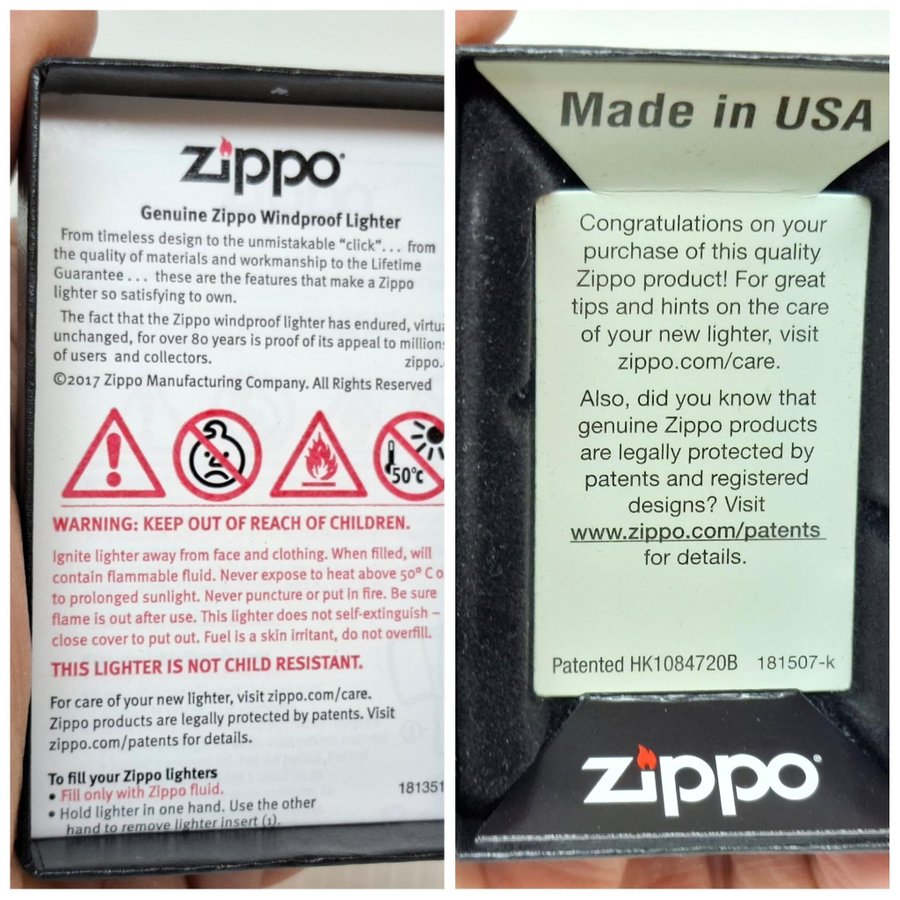 zippo
Genuine Zippo Windproof Lighter
From timeless design to the unmistakable “click”... from
the quality of materials and workmanship to the Lifetime
Guarantee... these are the features that make a Zippo
lighter so satisfying to own.
The fact that the Zippo windproof lighter has endured,
unchanged, for over 80 years is proof of its appeal to
of users and collectors.
zippo.
©2017 Zippo Manufacturing Company. All Rights Reserved
50°C
WARNING: KEEP OUT OF REACH OF CHILDREN.
Ignite lighter away from face and clothing. When filled, will
contain flammable fluid. Never expose to heat above 50° C
to prolonged sunlight. Never puncture or put in fire. Be sure
flame is out after use. This lighter does not self-extinguish –
close cover to put out. Fuel is a skin irritant, do not overfill.
THIS LIGHTER IS NOT CHILD RESISTANT.
For care of your new lighter, visit zippo.com/care.
Zippo products are legally protected by patents. Visit
zippo.com/patents for details.
To fill your Zippo lighters
• Fill only with Zippo fluid.
181351
• Hold lighter in one hand. Use the other
hand to remove lighter insert (1).
Made in USA
Congratulations on your
purchase of this quality
Zippo product! For great
tips and hints on the care
of your new lighter, visit
zippo.com/care.
Also, did you know that
genuine Zippo products
are legally protected by
patents and registered
designs? Visit
www.zippo.com/patents
for details.
Patented HK1084720B 181507-k
zippo